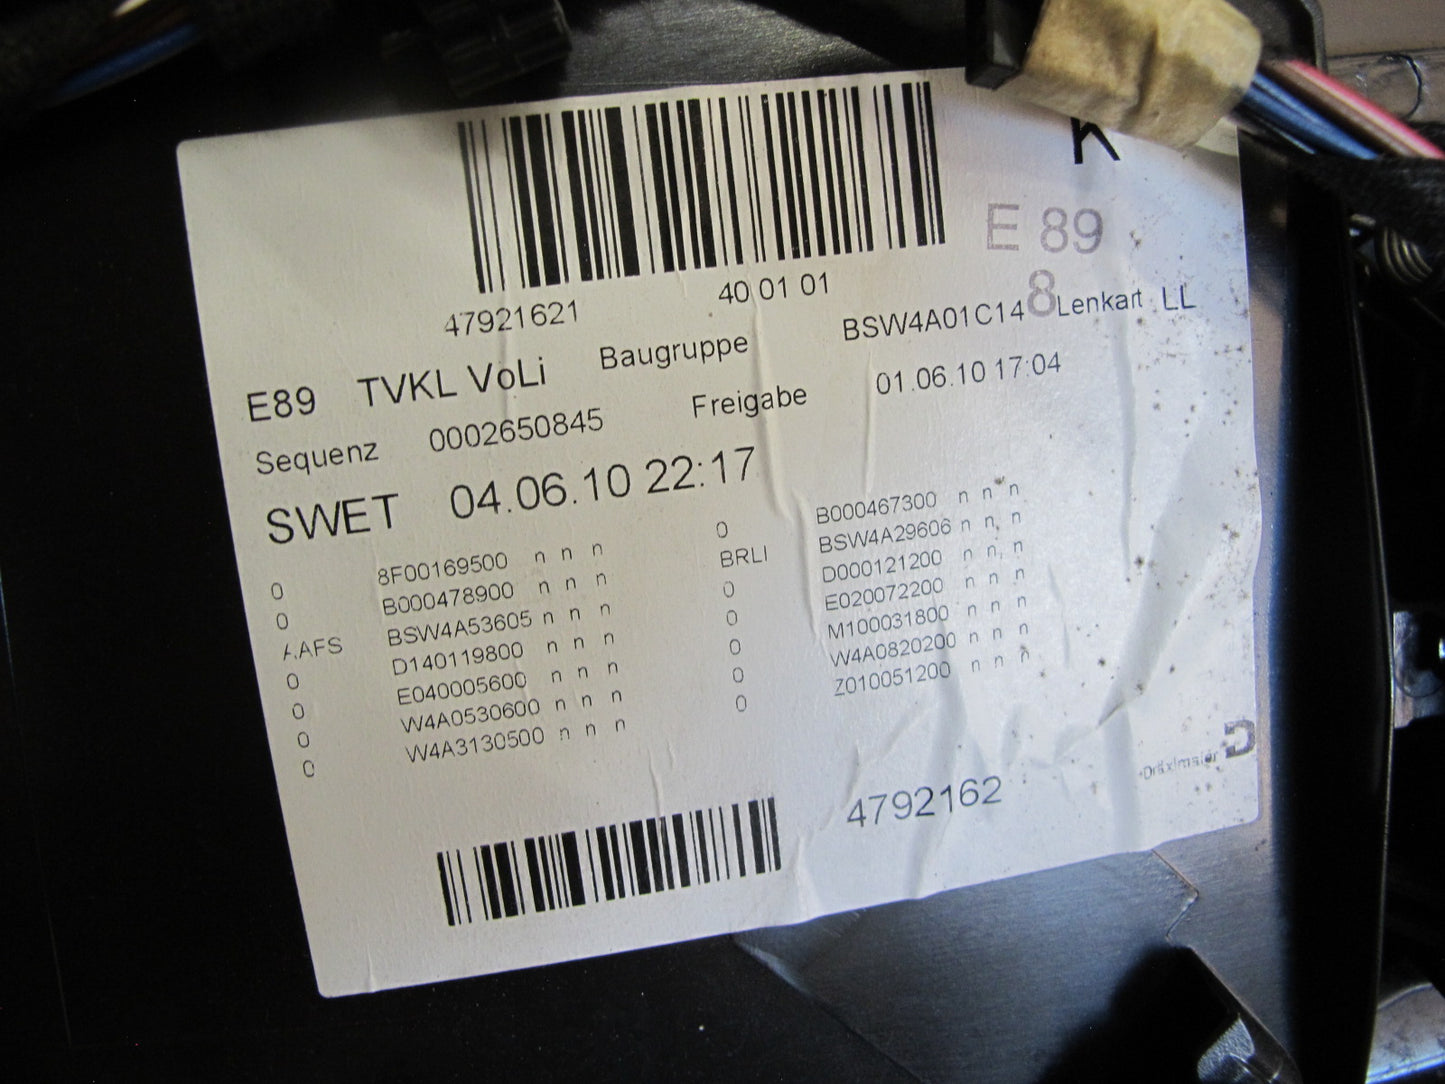 K
E 89
8
47921621 40 01 01
E89 TVKL VoLi Baugruppe BSW4A01C14 Lenkart LL
Sequenz 0002650845 Freigabe 01.06.10 17:04
SWET 04.06.10 22:17
0 8F00169500 n n n 0 B000467300 n n n
0 B000478900 n n n BRLI BSW4A29606 n n n
AAFS BSW4A53605 n n n 0 D000121200 n n n
0 D140119800 n n n 0 E020072200 n n n
0 E040005600 n n n 0 M100031800 n n n
0 W4A0530600 n n n 0 W4A0820200 n n n
0 W4A3130500 n n n 0 Z010051200 n n n
Dräxlmaier
4792162